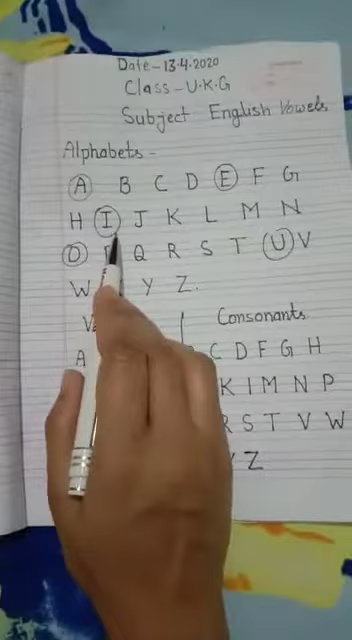 Date - 13.4.2020
Class - U.K.G
Subject English Vowels
Alphabets -
A B C D E F G
H I J K L M N
O Q R S T U V
W Y Z.
Consonants
A C D F G H
K I M N P
R S T V W
Y Z